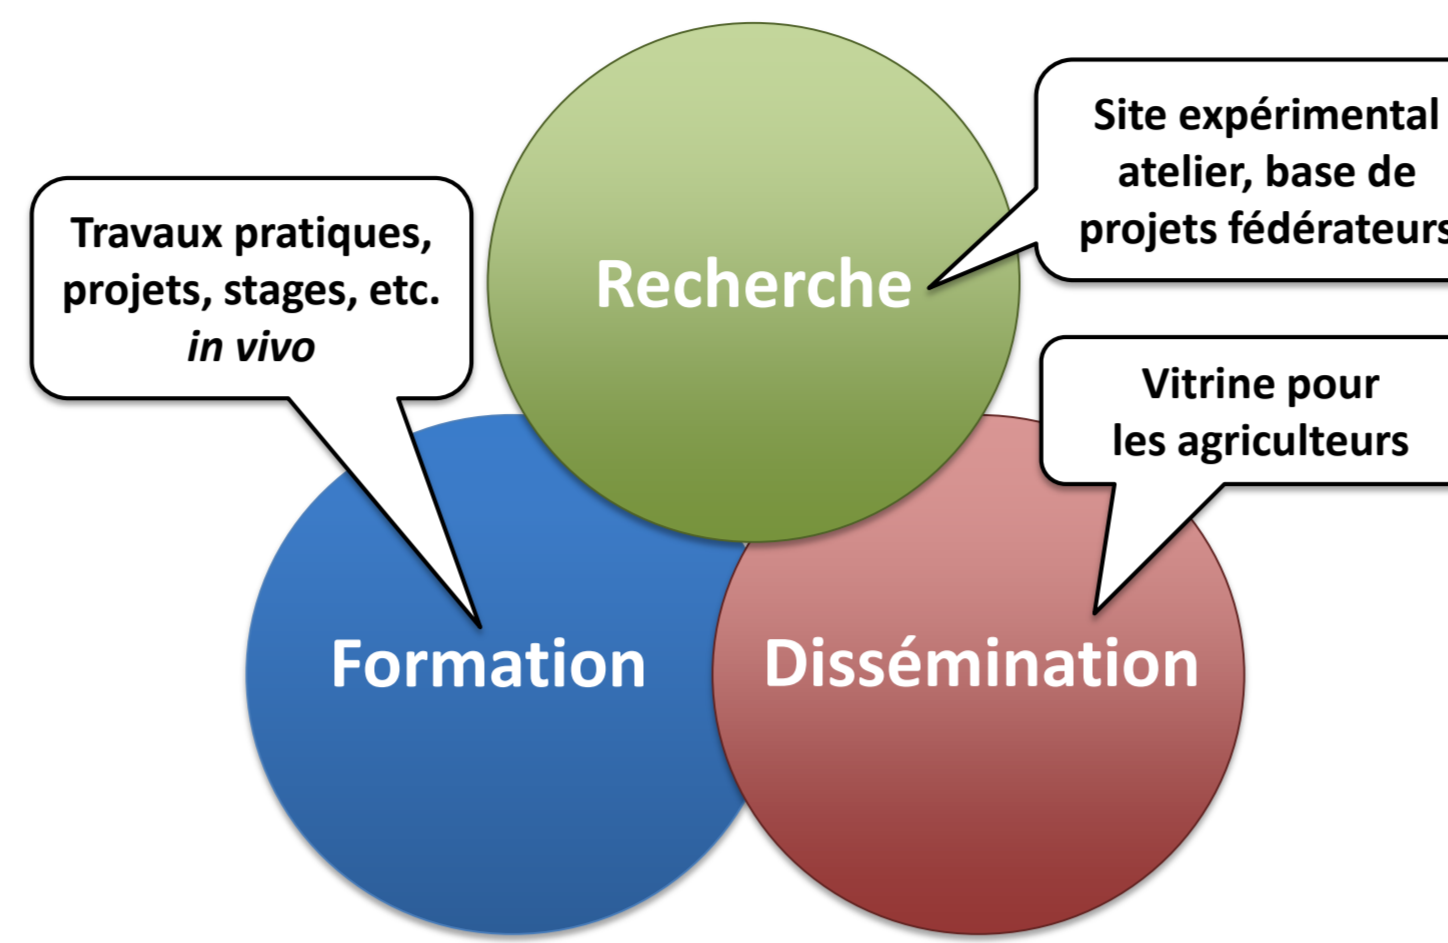 Site expérimental
atelier, base de
projets fédérateurs
Travaux pratiques,
projets, stages, etc.
in vivo
Recherche
Vitrine pour
les agriculteurs
Formation
Dissémination